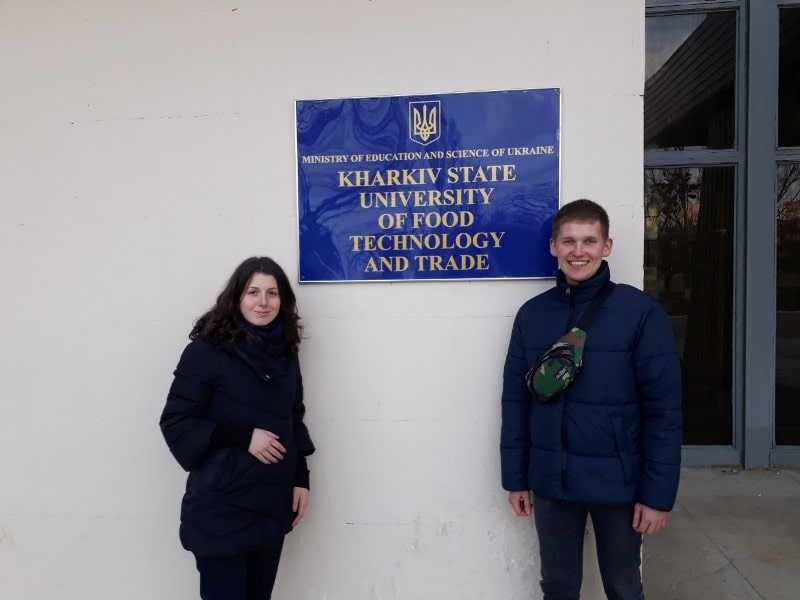 MINISTRY OF EDUCATION AND SCIENCE OF UKRAINE
KHARKIV STATE
UNIVERSITY
OF FOOD
TECHNOLOGY
AND TRADE